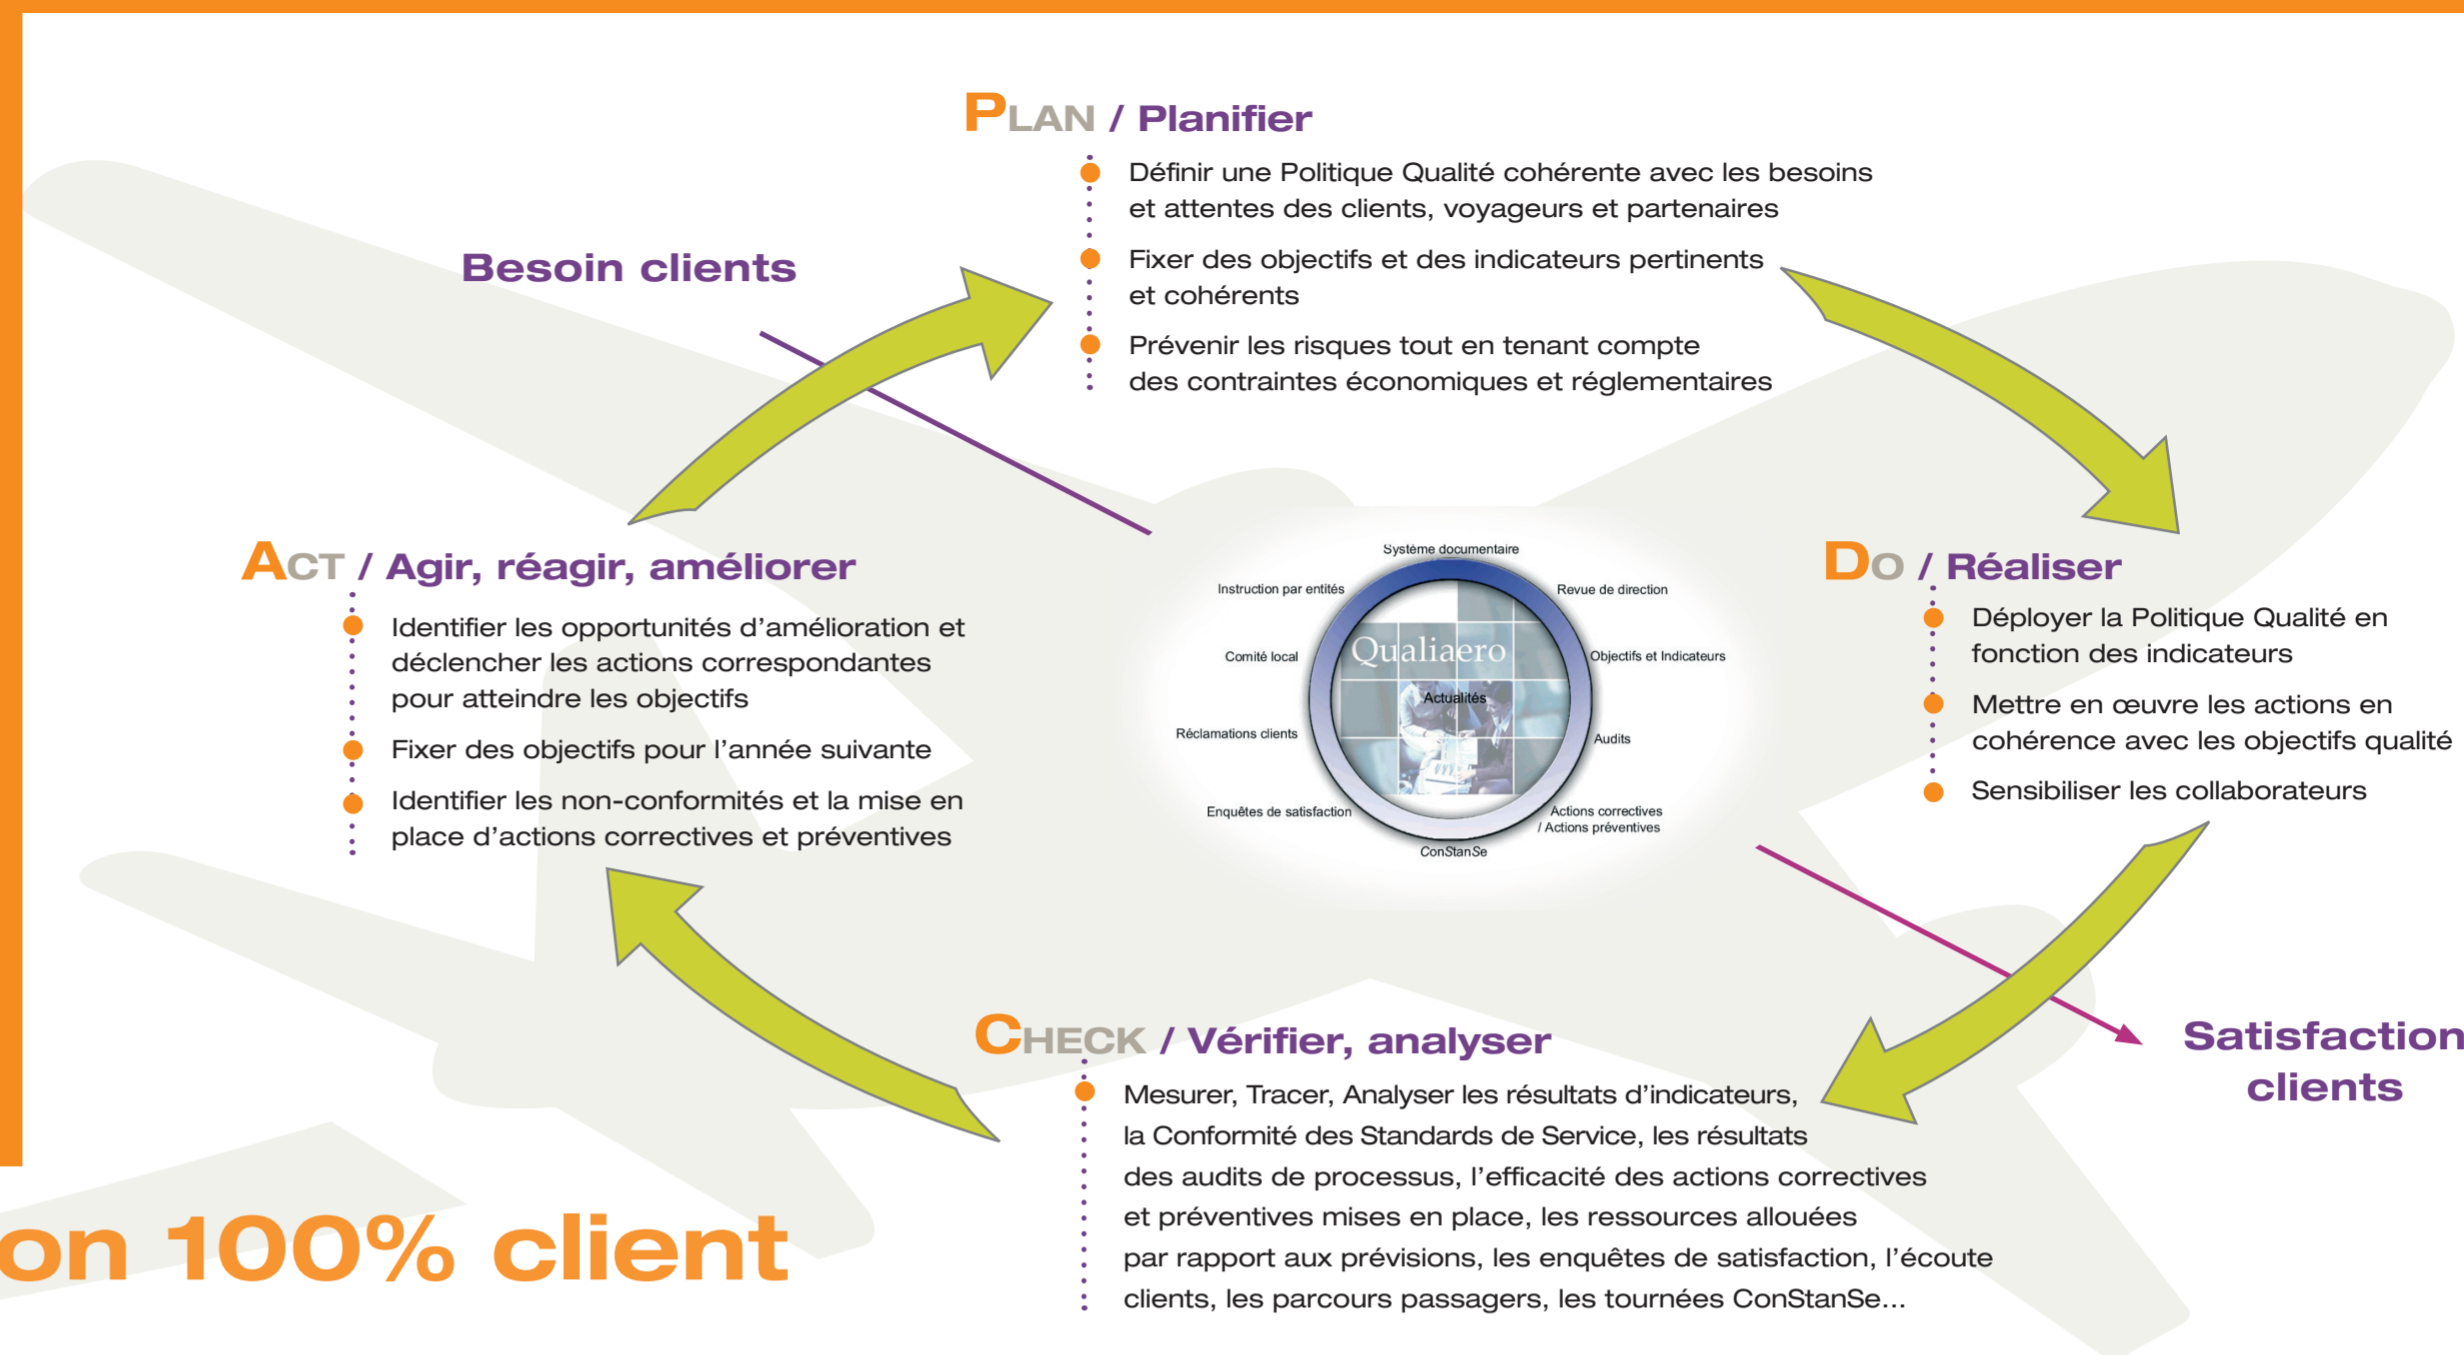 PLAN / Planifier
Définir une Politique Qualité cohérente avec les besoins
et attentes des clients, voyageurs et partenaires
Fixer des objectifs et des indicateurs pertinents
et cohérents
Prévenir les risques tout en tenant compte
des contraintes économiques et réglementaires
Besoin clients
ACT / Agir, réagir, améliorer
Identifier les opportunités d’amélioration et
déclencher les actions correspondantes
pour atteindre les objectifs
Fixer des objectifs pour l’année suivante
Identifier les non-conformités et la mise en
place d’actions correctives et préventives
Système documentaire
Instruction par entités
Revue de direction
Comité local
Qualiaero
Objectifs et Indicateurs
Actualités
Réclamations clients
Audits
Enquêtes de satisfaction
Actions correctives
/ Actions préventives
ConStanSe
DO / Réaliser
Déployer la Politique Qualité en
fonction des indicateurs
Mettre en œuvre les actions en
cohérence avec les objectifs qualité
Sensibiliser les collaborateurs
Satisfaction
clients
CHECK / Vérifier, analyser
Mesurer, Tracer, Analyser les résultats d’indicateurs,
la Conformité des Standards de Service, les résultats
des audits de processus, l’efficacité des actions correctives
et préventives mises en place, les ressources allouées
par rapport aux prévisions, les enquêtes de satisfaction, l’écoute
clients, les parcours passagers, les tournées ConStanSe...
on 100% client